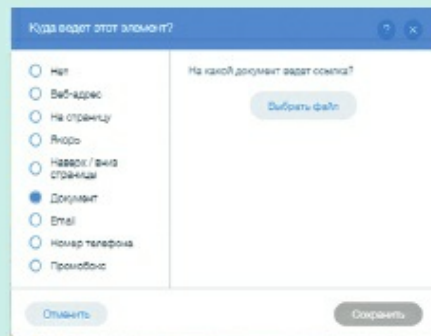 Куда ведет этот элемент?
?
×
Нет
Веб-адрес
На страницу
Якорь
Наверх / вниз
страницы
Документ
Email
Номер телефона
Промобокс
На какой документ ведет ссылка?
Выбрать файл
Отменить
Сохранить